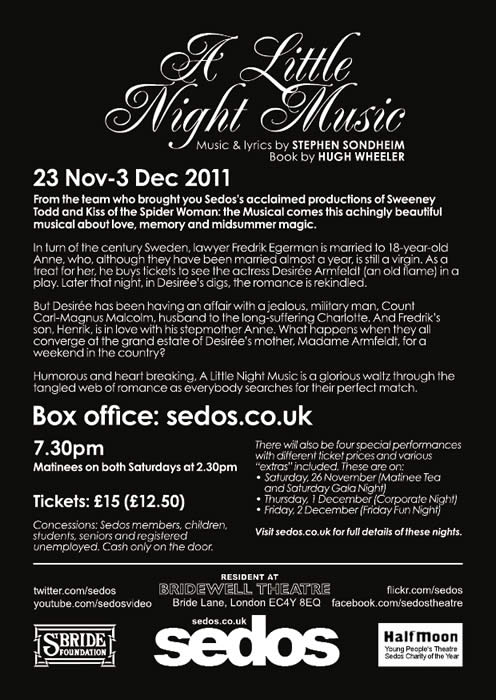 A Little
Night Music
Music & lyrics by STEPHEN SONDHEIM
Book by HUGH WHEELER
23 Nov-3 Dec 2011
From the team who brought you Sedos's acclaimed productions of Sweeney
Todd and Kiss of the Spider Woman: the Musical comes this achingly beautiful
musical about love, memory and midsummer magic.
In turn of the century Sweden, lawyer Fredrik Egerman is married to 18-year-old
Anne, who, although they have been married almost a year, is still a virgin. As a
treat for her, he buys tickets to see the actress Desirée Armfeldt (an old flame) in a
play. Later that night, in Desirée's digs, the romance is rekindled.
But Desirée has been having an affair with a jealous, military man, Count
Carl-Magnus Malcolm, husband to the long-suffering Charlotte. And Fredrik's
son, Henrik, is in love with his stepmother Anne. What happens when they all
converge at the grand estate of Desirée's mother, Madame Armfeldt, for a
weekend in the country?
Humorous and heart breaking, A Little Night Music is a glorious waltz through the
tangled web of romance as everybody searches for their perfect match.
Box office: sedos.co.uk
7.30pm
Matinees on both Saturdays at 2.30pm
Tickets: £15 (£12.50)
Concessions: Sedos members, children,
students, seniors and registered
unemployed. Cash only on the door.
There will also be four special performances
with different ticket prices and various
"extras" included. These are on:
• Saturday, 26 November (Matinee Tea
and Saturday Gala Night)
• Thursday, 1 December (Corporate Night)
• Friday, 2 December (Friday Fun Night)
Visit sedos.co.uk for full details of these nights.
twitter.com/sedos
youtube.com/sedosvideo
RESIDENT AT
BRIDEWELL THEATRE
Bride Lane, London EC4Y 8EQ
flickr.com/sedos
facebook.com/sedostheatre
ST BRIDE
FOUNDATION
sedos.co.uk
sedos
Half Moon
Young People's Theatre
Sedos Charity of the Year